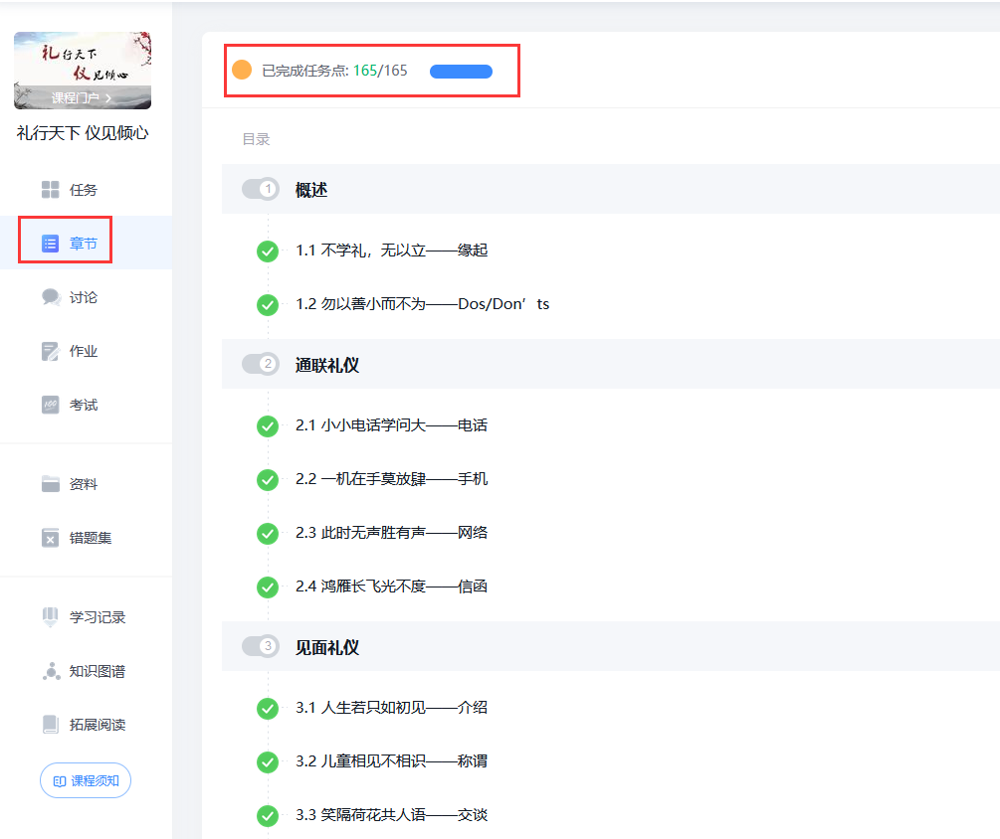 礼行天下
仪见倾心
课程门户
礼行天下 仪见倾心
任务
章节
讨论
作业
考试
资料
错题集
学习记录
知识图谱
拓展阅读
课程须知
已完成任务点: 165/165
目录
1 概述
1.1 不学礼，无以立——缘起
1.2 勿以善小而不为——Dos/Don’ts
2 通联礼仪
2.1 小小电话学问大——电话
2.2 一机在手莫放肆——手机
2.3 此时无声胜有声——网络
2.4 鸿雁长飞光不度——信函
3 见面礼仪
3.1 人生若只如初见——介绍
3.2 儿童相见不相识——称谓
3.3 笑隔荷花共人语——交谈